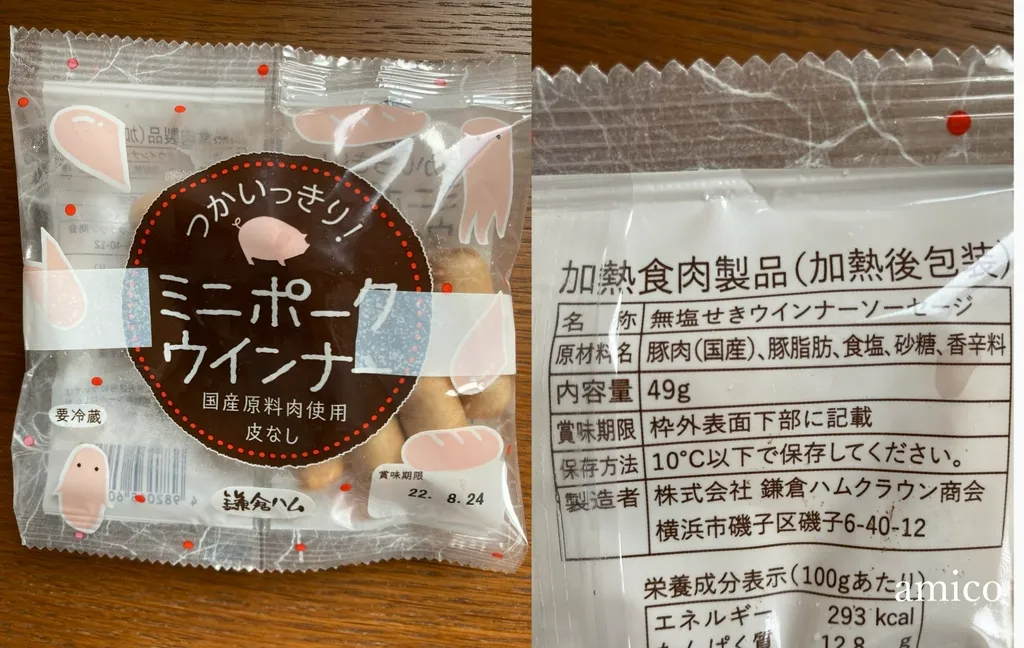 つかいっきり!
ミニポーク
ウインナー
国産原料肉使用
皮なし
要冷蔵
鎌倉ハム
賞味期限
22. 8.24
加熱食肉製品(加熱後包装)
名 称 無塩せきウインナーソーセージ
原材料名 豚肉(国産)、豚脂肪、食塩、砂糖、香辛料
内容量 49g
賞味期限 枠外表面下部に記載
保存方法 10℃以下で保存してください。
製造者 株式会社 鎌倉ハムクラウン商会
横浜市磯子区磯子6-40-12
栄養成分表示(100gあたり)
エネルギー 293 kcal
たんぱく質 12.8 g
amico